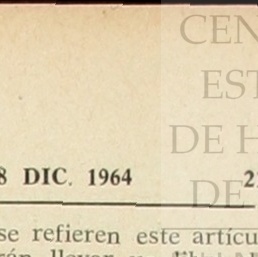 CEN
EST
DE H
DE
8 DIC. 1964
se refieren este artícu